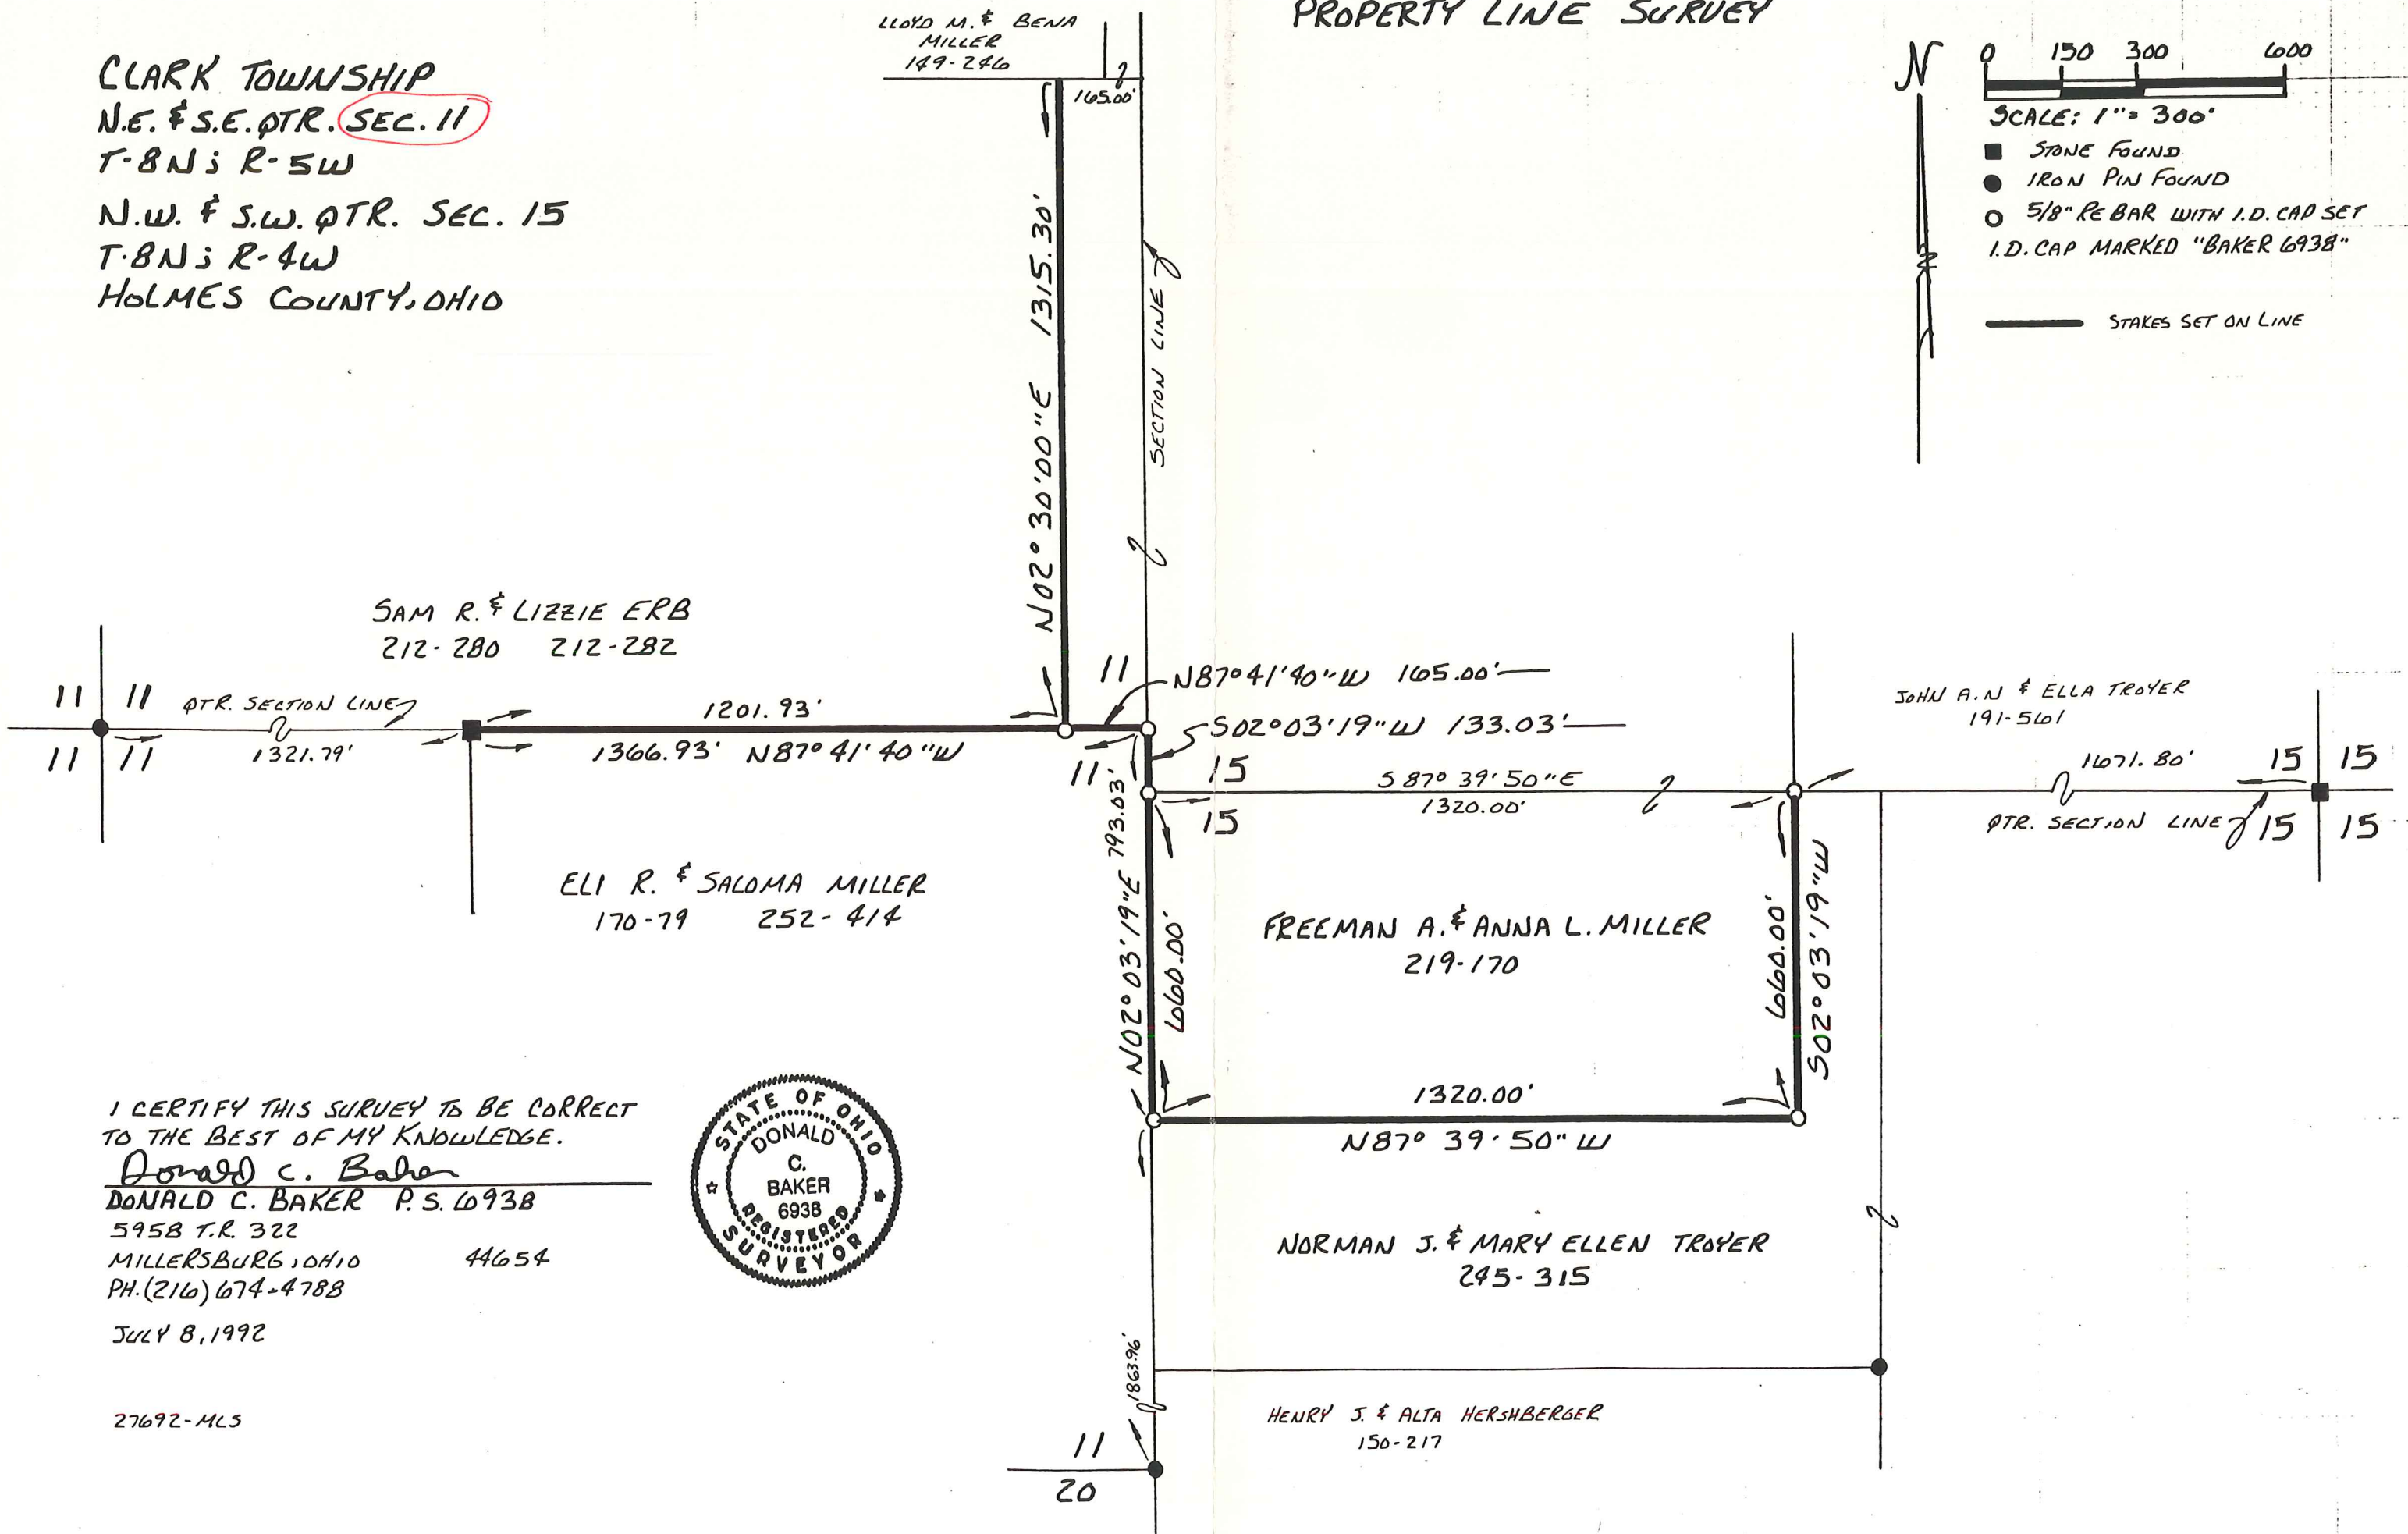 PROPERTY LINE SURVEY
LLOYD M. & BENA
MILLER
149-246
165.00'
CLARK TOWNSHIP
N.E. & S.E. QTR. SEC. 11
T-8N; R-5W
N.W. & S.W. QTR. SEC. 15
T-8N; R-4W
HOLMES COUNTY, OHIO
N
0 150 300 600
SCALE: 1"= 300'
STONE FOUND
IRON PIN FOUND
5/8" RE BAR WITH I.D. CAP SET
I.D. CAP MARKED "BAKER 6938"
STAKES SET ON LINE
N02°30'00"E 1315.30'
SECTION LINE
SAM R. & LIZZIE ERB
212-280 212-282
11 11
QTR. SECTION LINE
1321.79'
11 11
1201.93'
1366.93' N87°41'40"W
11
N87°41'40"W 165.00'
S02°03'19"W 133.03'
11
15
S87°39'50"E
1320.00'
15
JOHN A.N & ELLA TROYER
191-561
1671.80'
15 15
QTR. SECTION LINE
15 15
ELI R. & SALOMA MILLER
170-79 252-414
N02°03'19"E 793.03'
660.00'
FREEMAN A. & ANNA L. MILLER
219-170
660.00'
S02°03'19"W
1320.00'
N87°39'50"W
NORMAN J. & MARY ELLEN TROYER
245-315
1863.96'
HENRY J. & ALTA HERSHBERGER
150-217
11
20
I CERTIFY THIS SURVEY TO BE CORRECT
TO THE BEST OF MY KNOWLEDGE.
Donald C. Baker
DONALD C. BAKER P.S. 6938
5958 T.R. 322
MILLERSBURG, OHIO 44654
PH. (216) 674-4788
JULY 8, 1992
27692-MLS
STATE OF OHIO
DONALD
C.
BAKER
6938
REGISTERED
SURVEYOR